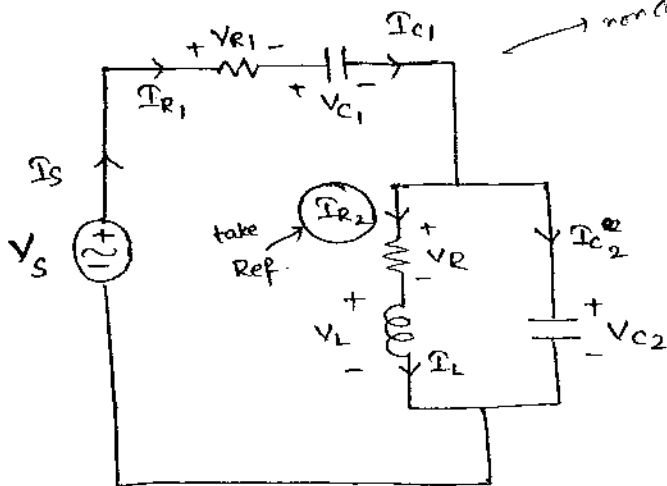 + VR1 -
IC1
IR1
+ VC1 -
IS
VS
+
-
take
Ref.
IR2
+
VR
-
+
VL
-
IL
IC2
+
VC2
-